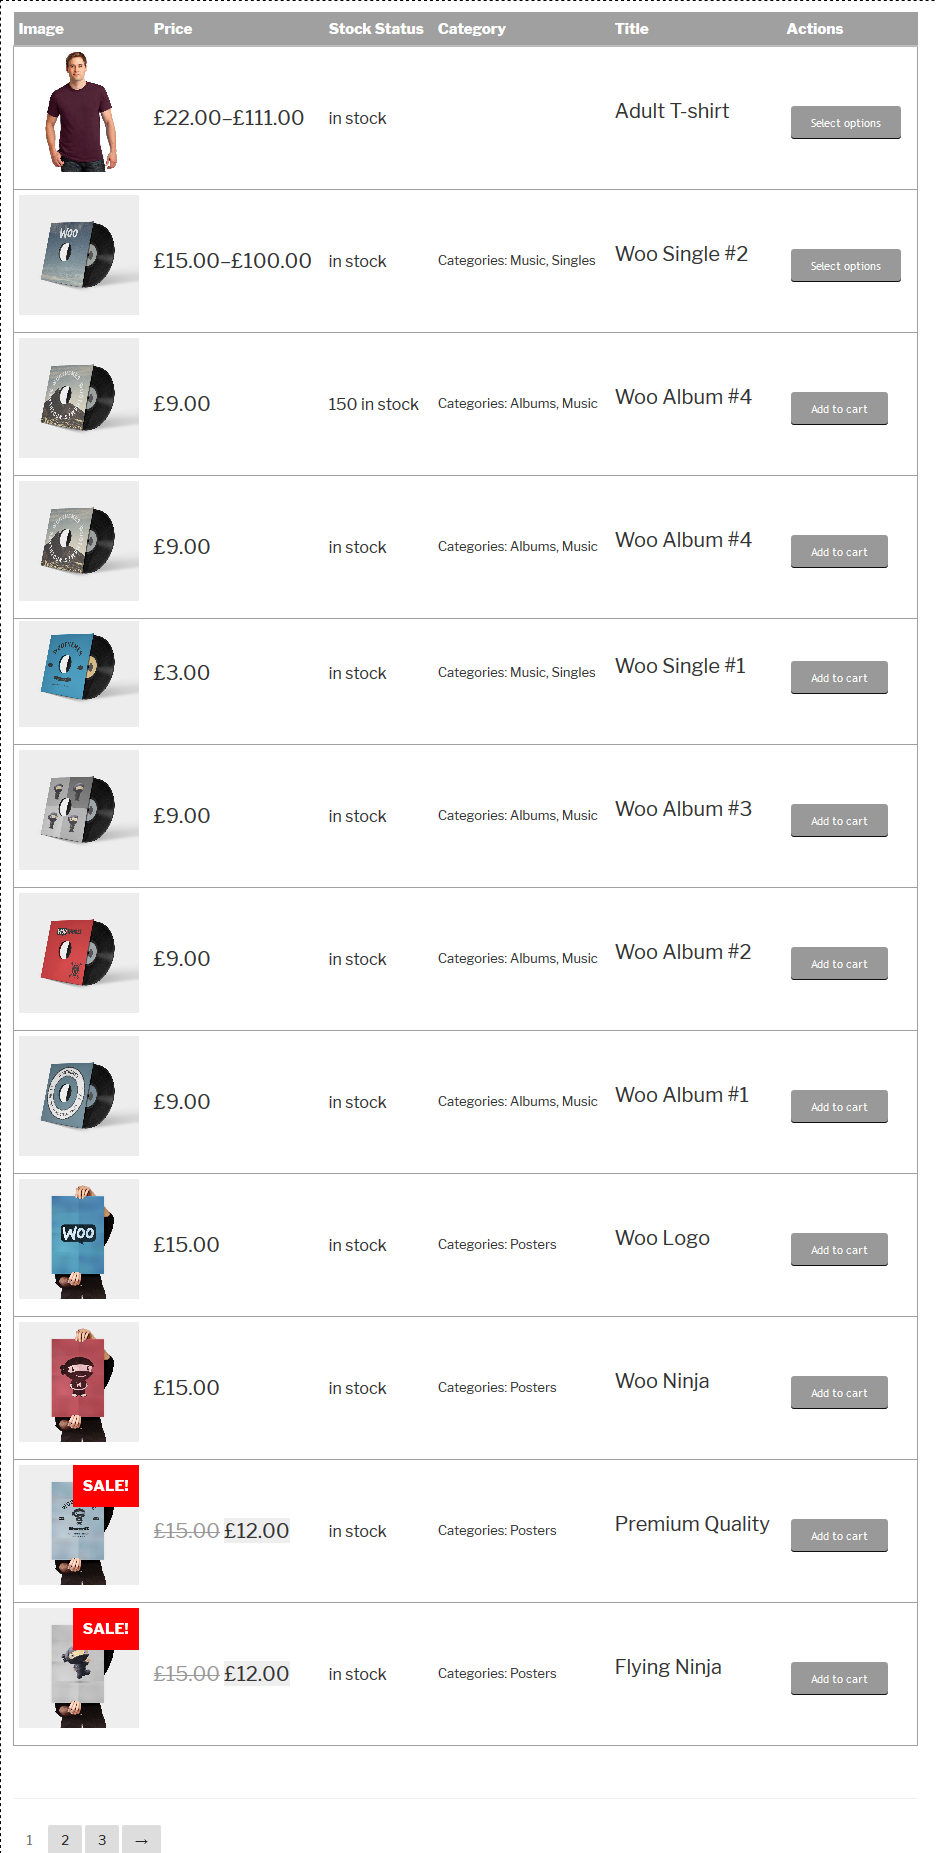 Image Price Stock Status Category Title Actions
£22.00–£111.00 in stock Adult T-shirt Select options
WOO
£15.00–£100.00 in stock Categories: Music, Singles Woo Single #2 Select options
£9.00 150 in stock Categories: Albums, Music Woo Album #4 Add to cart
£9.00 in stock Categories: Albums, Music Woo Album #4 Add to cart
£3.00 in stock Categories: Music, Singles Woo Single #1 Add to cart
£9.00 in stock Categories: Albums, Music Woo Album #3 Add to cart
£9.00 in stock Categories: Albums, Music Woo Album #2 Add to cart
£9.00 in stock Categories: Albums, Music Woo Album #1 Add to cart
WOO
£15.00 in stock Categories: Posters Woo Logo Add to cart
£15.00 in stock Categories: Posters Woo Ninja Add to cart
SALE!
£15.00 £12.00 in stock Categories: Posters Premium Quality Add to cart
SALE!
£15.00 £12.00 in stock Categories: Posters Flying Ninja Add to cart
1 2 3 →